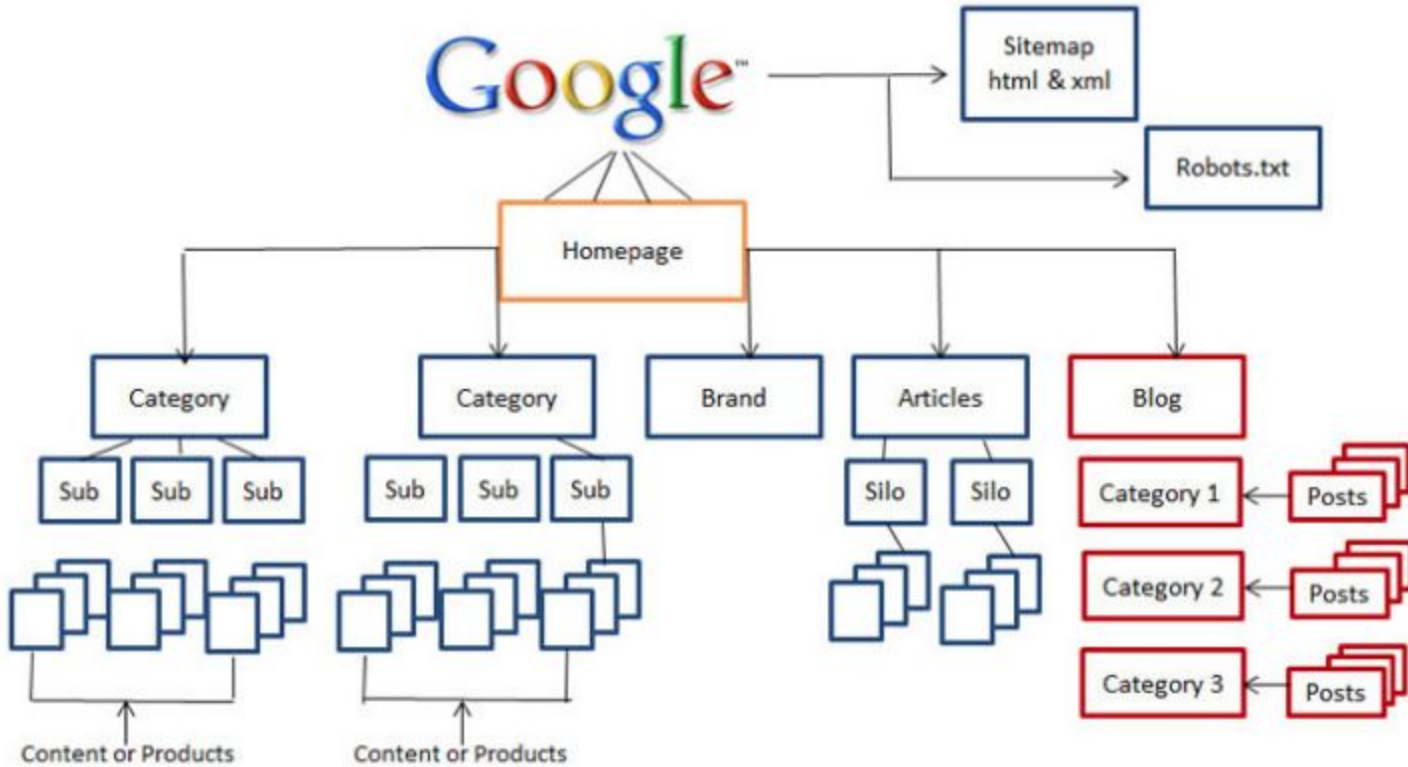 Google™
Sitemap
html & xml
Robots.txt
Homepage
Category
Category
Brand
Articles
Blog
Sub
Sub
Sub
Sub
Sub
Sub
Silo
Silo
Category 1
Posts
Category 2
Posts
Category 3
Posts
Content or Products
Content or Products